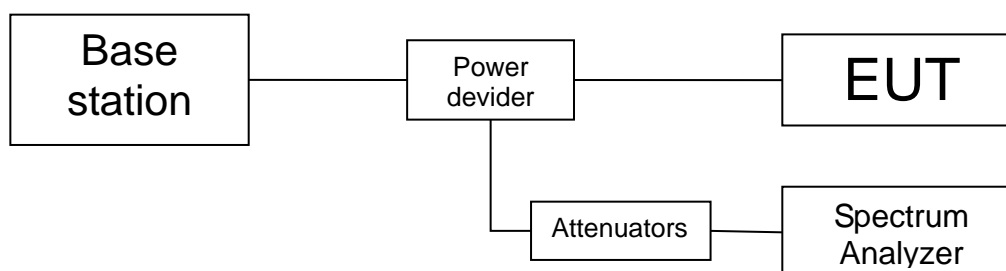 Base
station
Power
devider
EUT
Attenuators
Spectrum
Analyzer